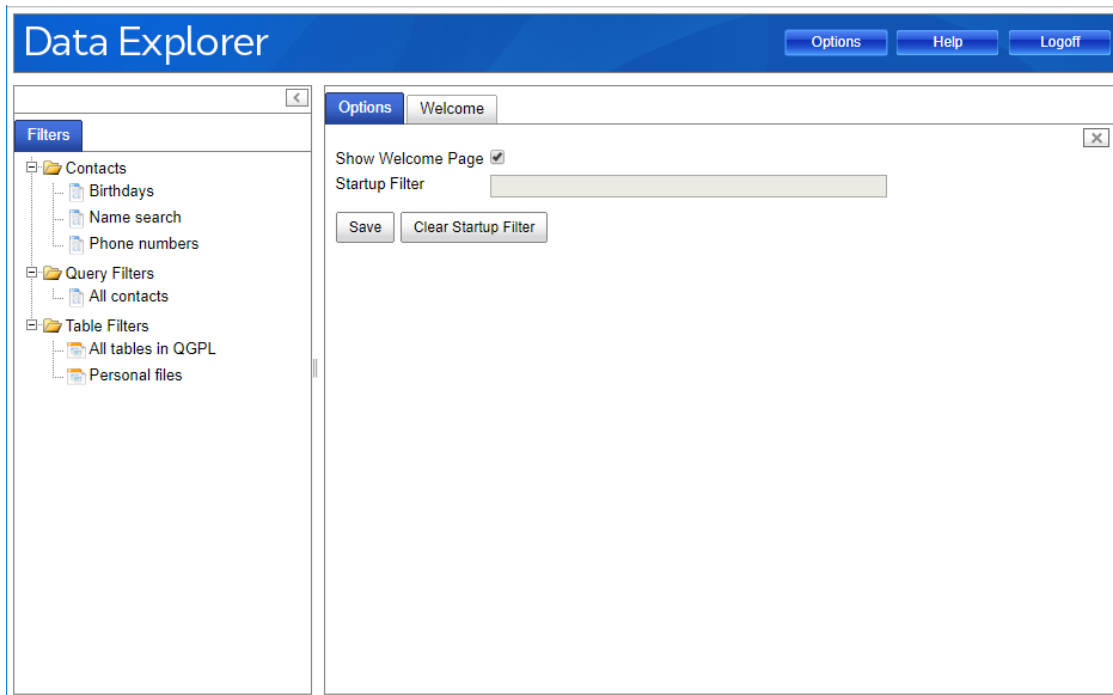 Data Explorer
Options Help Logoff
Filters
Contacts
Birthdays
Name search
Phone numbers
Query Filters
All contacts
Table Filters
All tables in QGPL
Personal files
Options Welcome
Show Welcome Page
Startup Filter
Save Clear Startup Filter